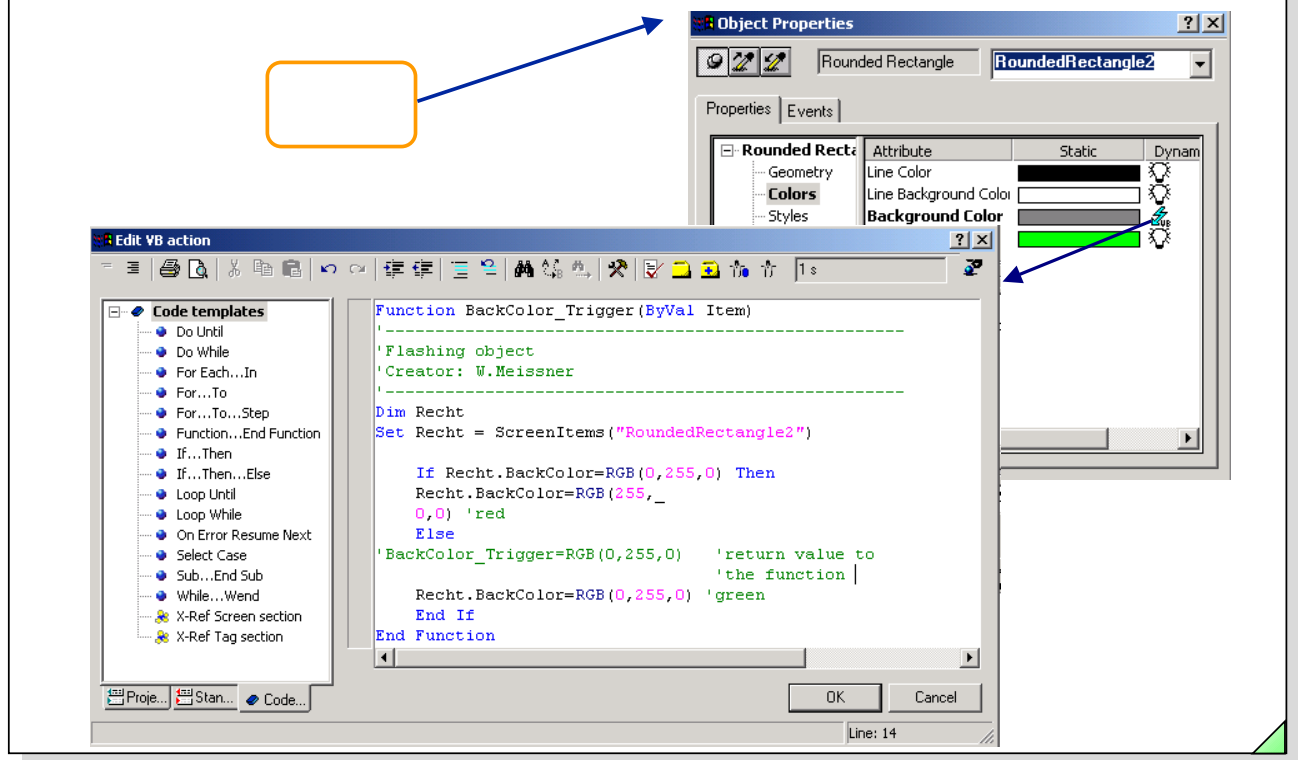 Object Properties
Rounded Rectangle RoundedRectangle2
Properties Events
Rounded Recta Attribute Static Dynam
Geometry Line Color
Colors Line Background Color
Styles Background Color
VB
Edit VB action
1 s
Code templates
Do Until
Do While
For Each...In
For...To
For...To...Step
Function...End Function
If...Then
If...Then...Else
Loop Until
Loop While
On Error Resume Next
Select Case
Sub...End Sub
While...Wend
X-Ref Screen section
X-Ref Tag section
Function BackColor_Trigger(ByVal Item)
'----------------------------------------------------
'Flashing object
'Creator: W.Meissner
'----------------------------------------------------
Dim Recht
Set Recht = ScreenItems("RoundedRectangle2")
If Recht.BackColor=RGB(0,255,0) Then
Recht.BackColor=RGB(255,_
0,0) 'red
Else
'BackColor_Trigger=RGB(0,255,0) 'return value to
'the function
Recht.BackColor=RGB(0,255,0) 'green
End If
End Function
Proje... Stan... Code...
OK Cancel
Line: 14